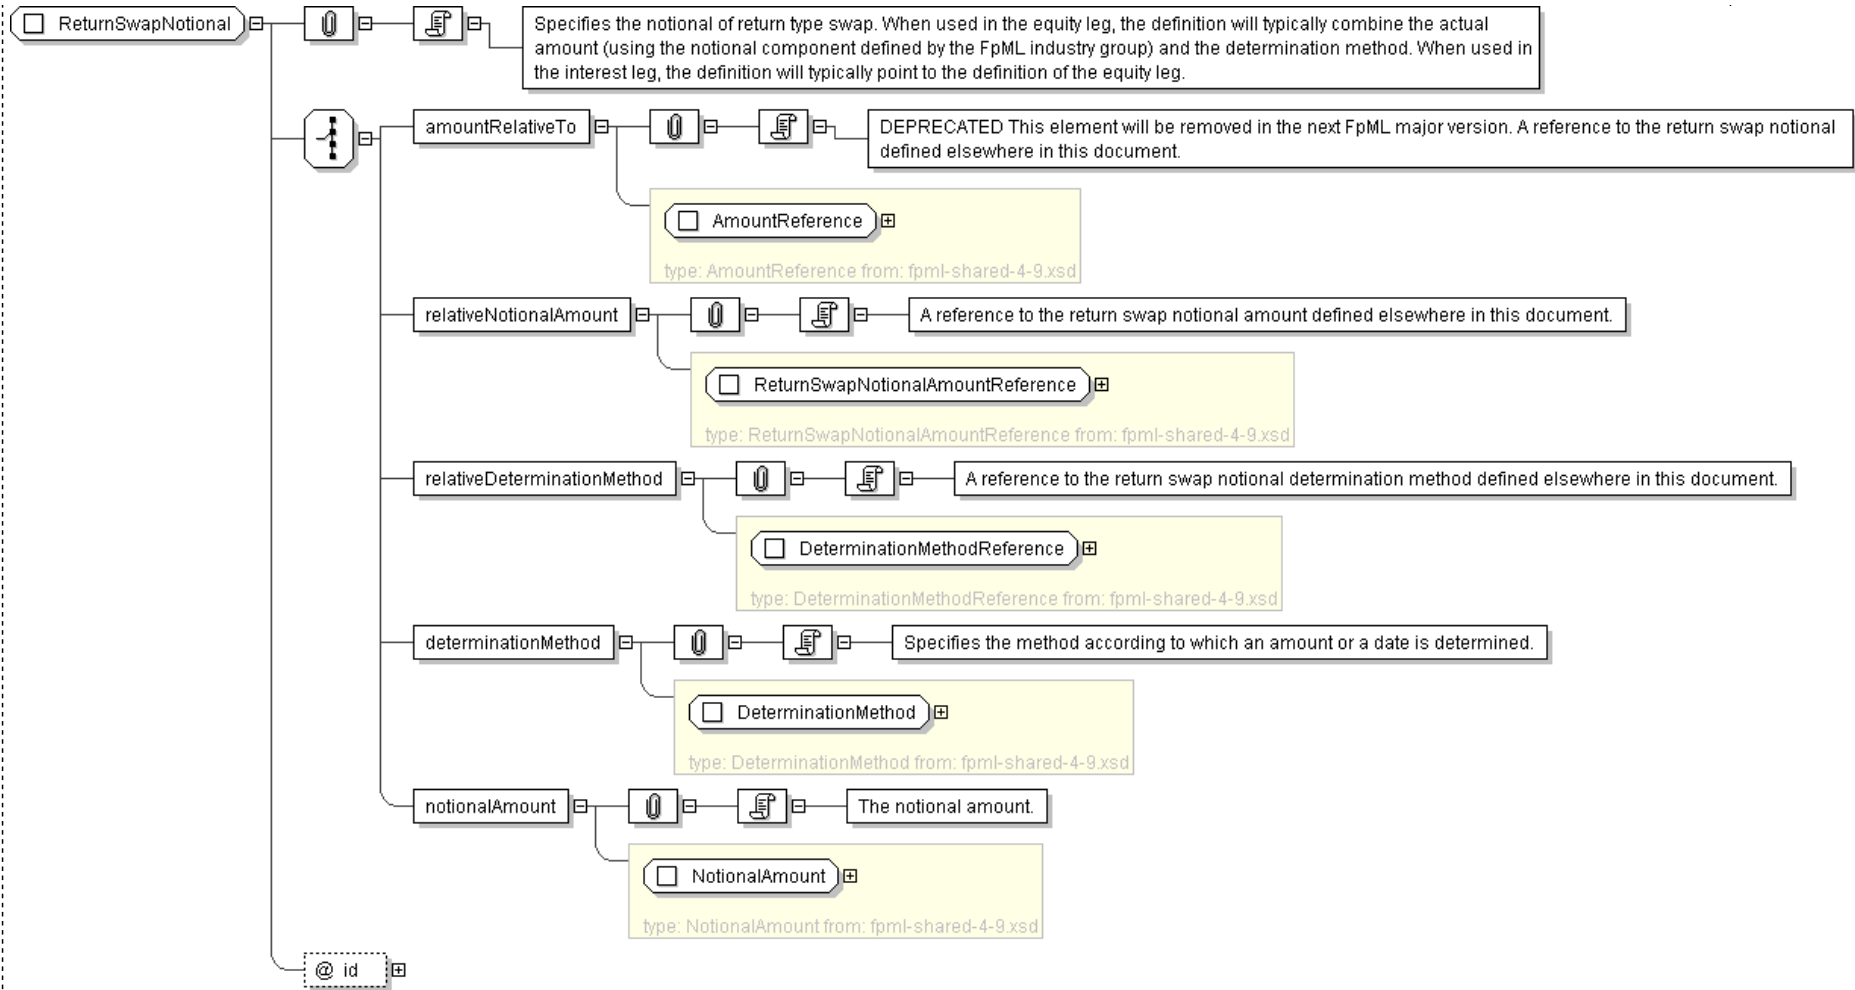 ReturnSwapNotional
Specifies the notional of return type swap. When used in the equity leg, the definition will typically combine the actual
amount (using the notional component defined by the FpML industry group) and the determination method. When used in
the interest leg, the definition will typically point to the definition of the equity leg.
amountRelativeTo
DEPRECATED This element will be removed in the next FpML major version. A reference to the return swap notional
defined elsewhere in this document.
AmountReference
type: AmountReference from: fpml-shared-4-9.xsd
relativeNotionalAmount
A reference to the return swap notional amount defined elsewhere in this document.
ReturnSwapNotionalAmountReference
type: ReturnSwapNotionalAmountReference from: fpml-shared-4-9.xsd
relativeDeterminationMethod
A reference to the return swap notional determination method defined elsewhere in this document.
DeterminationMethodReference
type: DeterminationMethodReference from: fpml-shared-4-9.xsd
determinationMethod
Specifies the method according to which an amount or a date is determined.
DeterminationMethod
type: DeterminationMethod from: fpml-shared-4-9.xsd
notionalAmount
The notional amount.
NotionalAmount
type: NotionalAmount from: fpml-shared-4-9.xsd
@ id